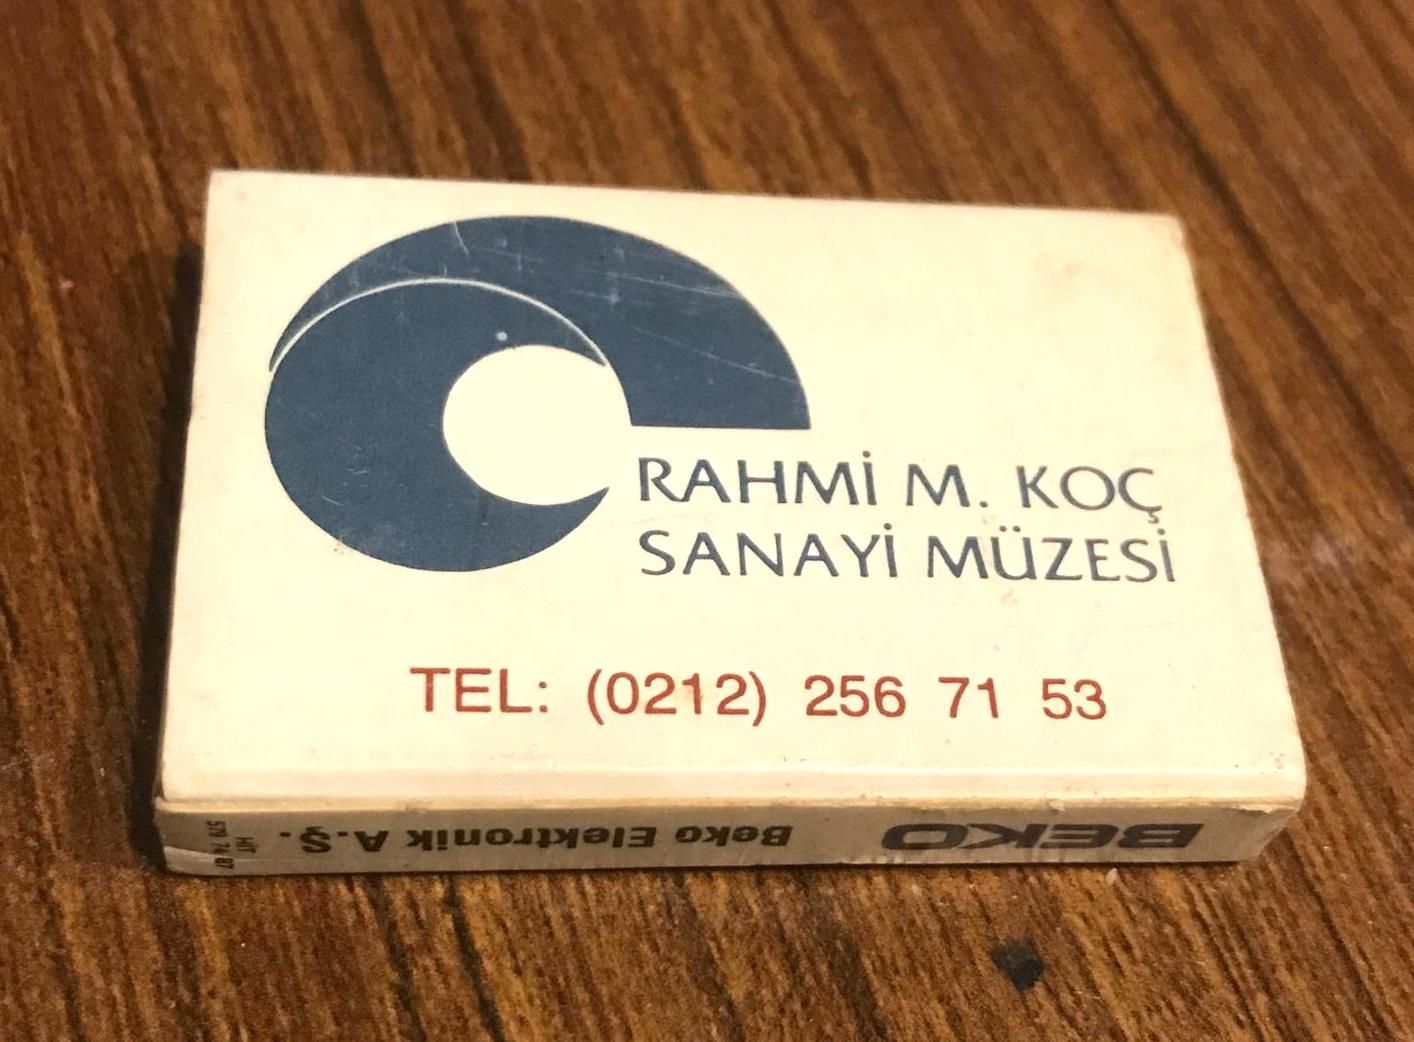 RAHMİ M. KOÇ
SANAYİ MÜZESİ
TEL: (0212) 256 71 53
BEKO Beko Elektronik A.Ş.